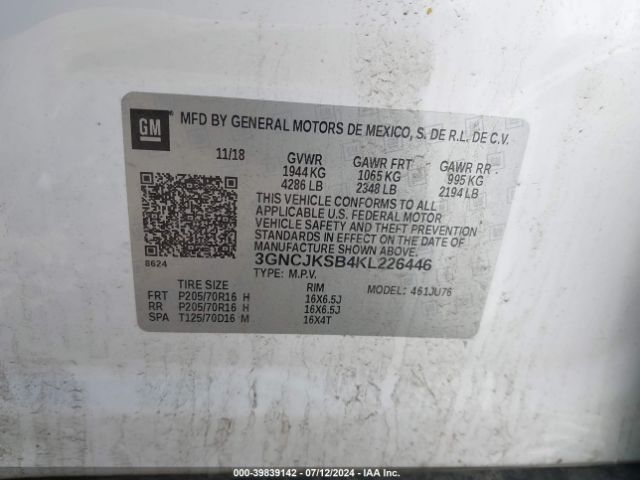 GM
MFD BY GENERAL MOTORS DE MEXICO, S. DE R.L. DE C.V.
11/18 GVWR GAWR FRT GAWR RR
1944 KG 1065 KG 995 KG
4286 LB 2348 LB 2194 LB
THIS VEHICLE CONFORMS TO ALL
APPLICABLE U.S. FEDERAL MOTOR
VEHICLE SAFETY AND THEFT PREVENTION
STANDARDS IN EFFECT ON THE DATE OF
MANUFACTURE SHOWN ABOVE.
8624
3GNCJKSB4KL226446
TYPE: M.P.V. MODEL: 461JU76
TIRE SIZE RIM
FRT P205/70R16 H 16X6.5J
RR P205/70R16 H 16X6.5J
SPA T125/70D16 M 16X4T
000-39839142 - 07/12/2024 - IAA Inc.